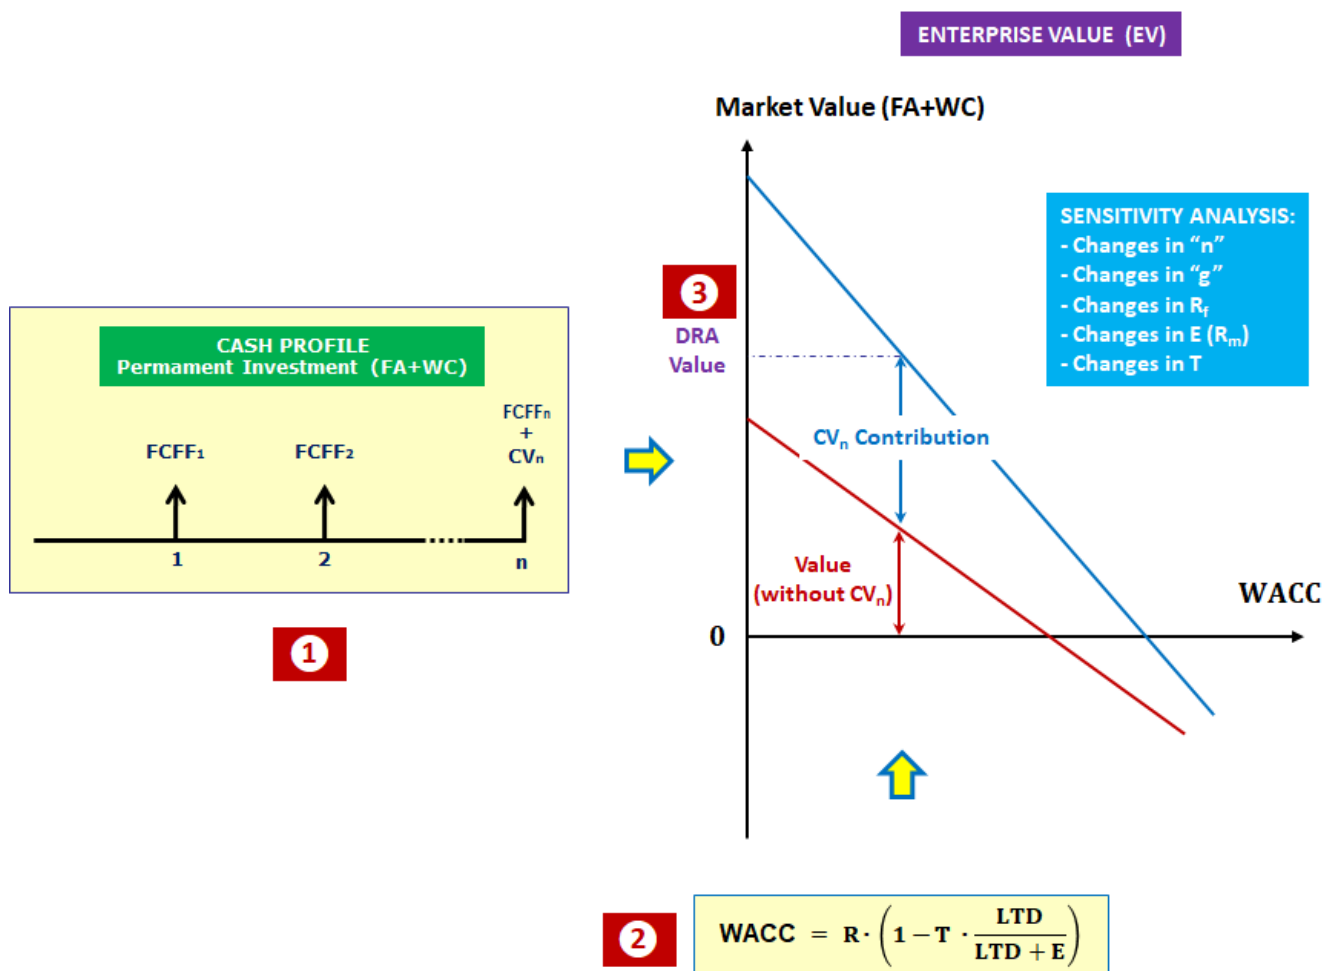 ENTERPRISE VALUE (EV)
Market Value (FA+WC)
SENSITIVITY ANALYSIS:
- Changes in “n”
- Changes in “g”
- Changes in Rf
- Changes in E (Rm)
- Changes in T
3
DRA
Value
CASH PROFILE
Permament Investment (FA+WC)
FCFF1
FCFF2
FCFFn
+
CVn
1
2
n
1
CVn Contribution
Value
(without CVn)
WACC
0
2
WACC = R · (1 − T · LTD / (LTD + E))